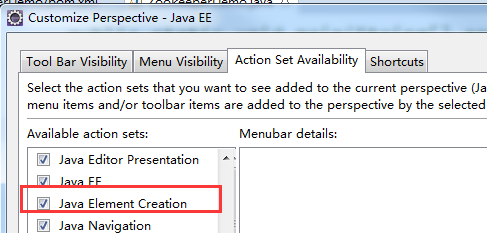 Customize Perspective - Java EE
Tool Bar Visibility Menu Visibility Action Set Availability Shortcuts
Select the action sets that you want to see added to the current perspective (Ja
menu items and/or toolbar items are added to the perspective by the selected
Available action sets: Menubar details:
Java Editor Presentation
Java EE
Java Element Creation
Java Navigation